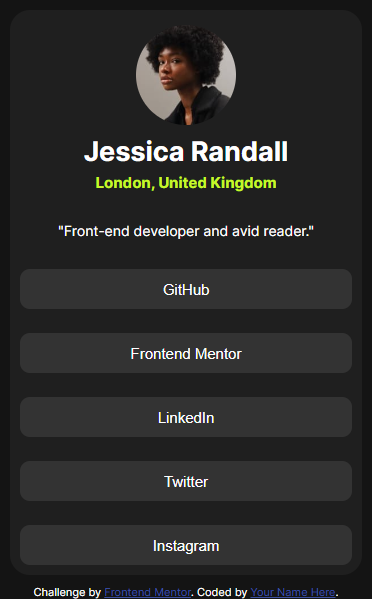 Jessica Randall
London, United Kingdom
"Front-end developer and avid reader."
GitHub
Frontend Mentor
LinkedIn
Twitter
Instagram
Challenge by Frontend Mentor. Coded by Your Name Here.